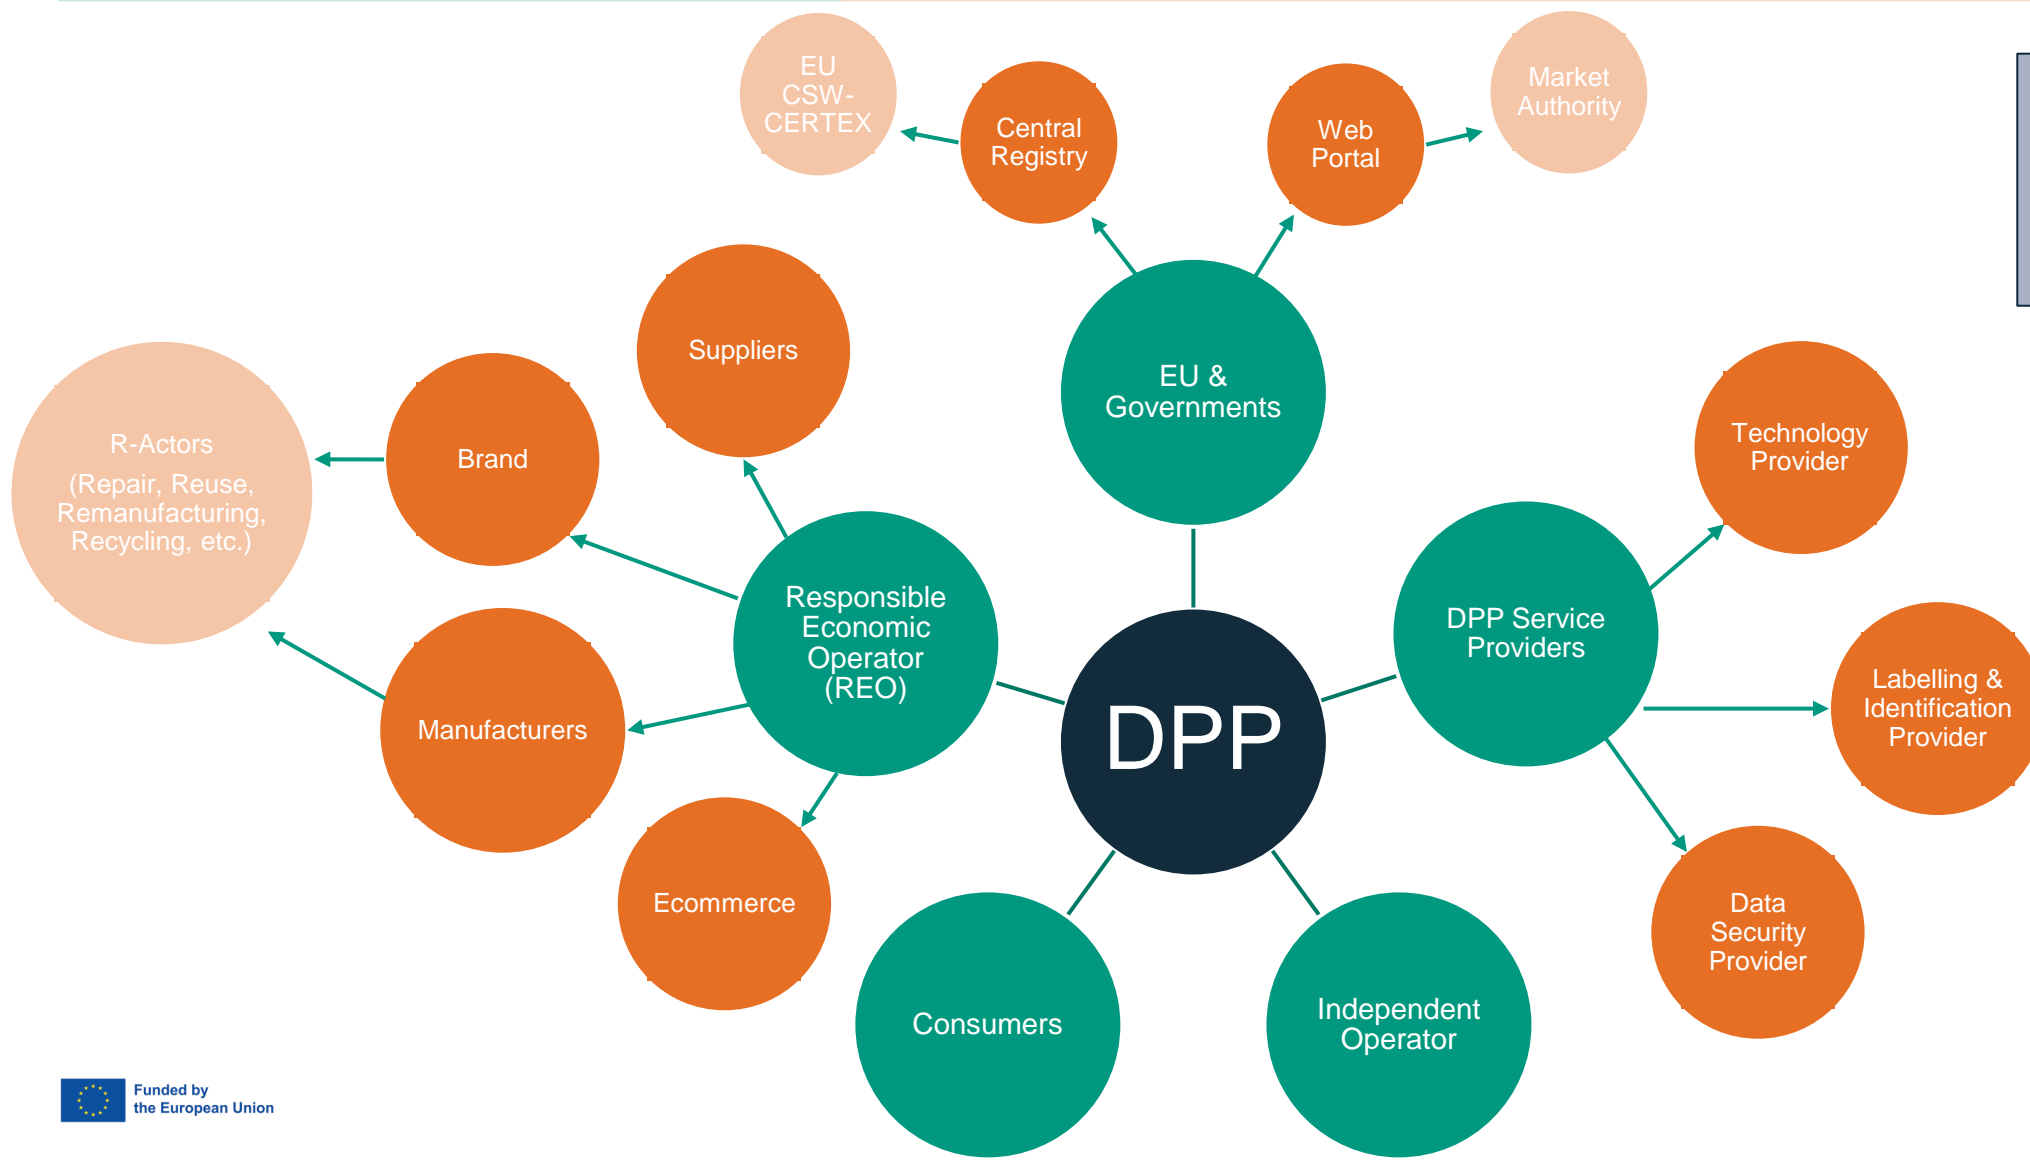 EU
CSW-
CERTEX
Central
Registry
Web
Portal
Market
Authority
Suppliers
EU &
Governments
Brand
R-Actors
(Repair, Reuse,
Remanufacturing,
Recycling, etc.)
Technology
Provider
Responsible
Economic
Operator
(REO)
DPP Service
Providers
Labelling &
Identification
Provider
Manufacturers
DPP
Ecommerce
Data
Security
Provider
Consumers
Independent
Operator
Funded by
the European Union